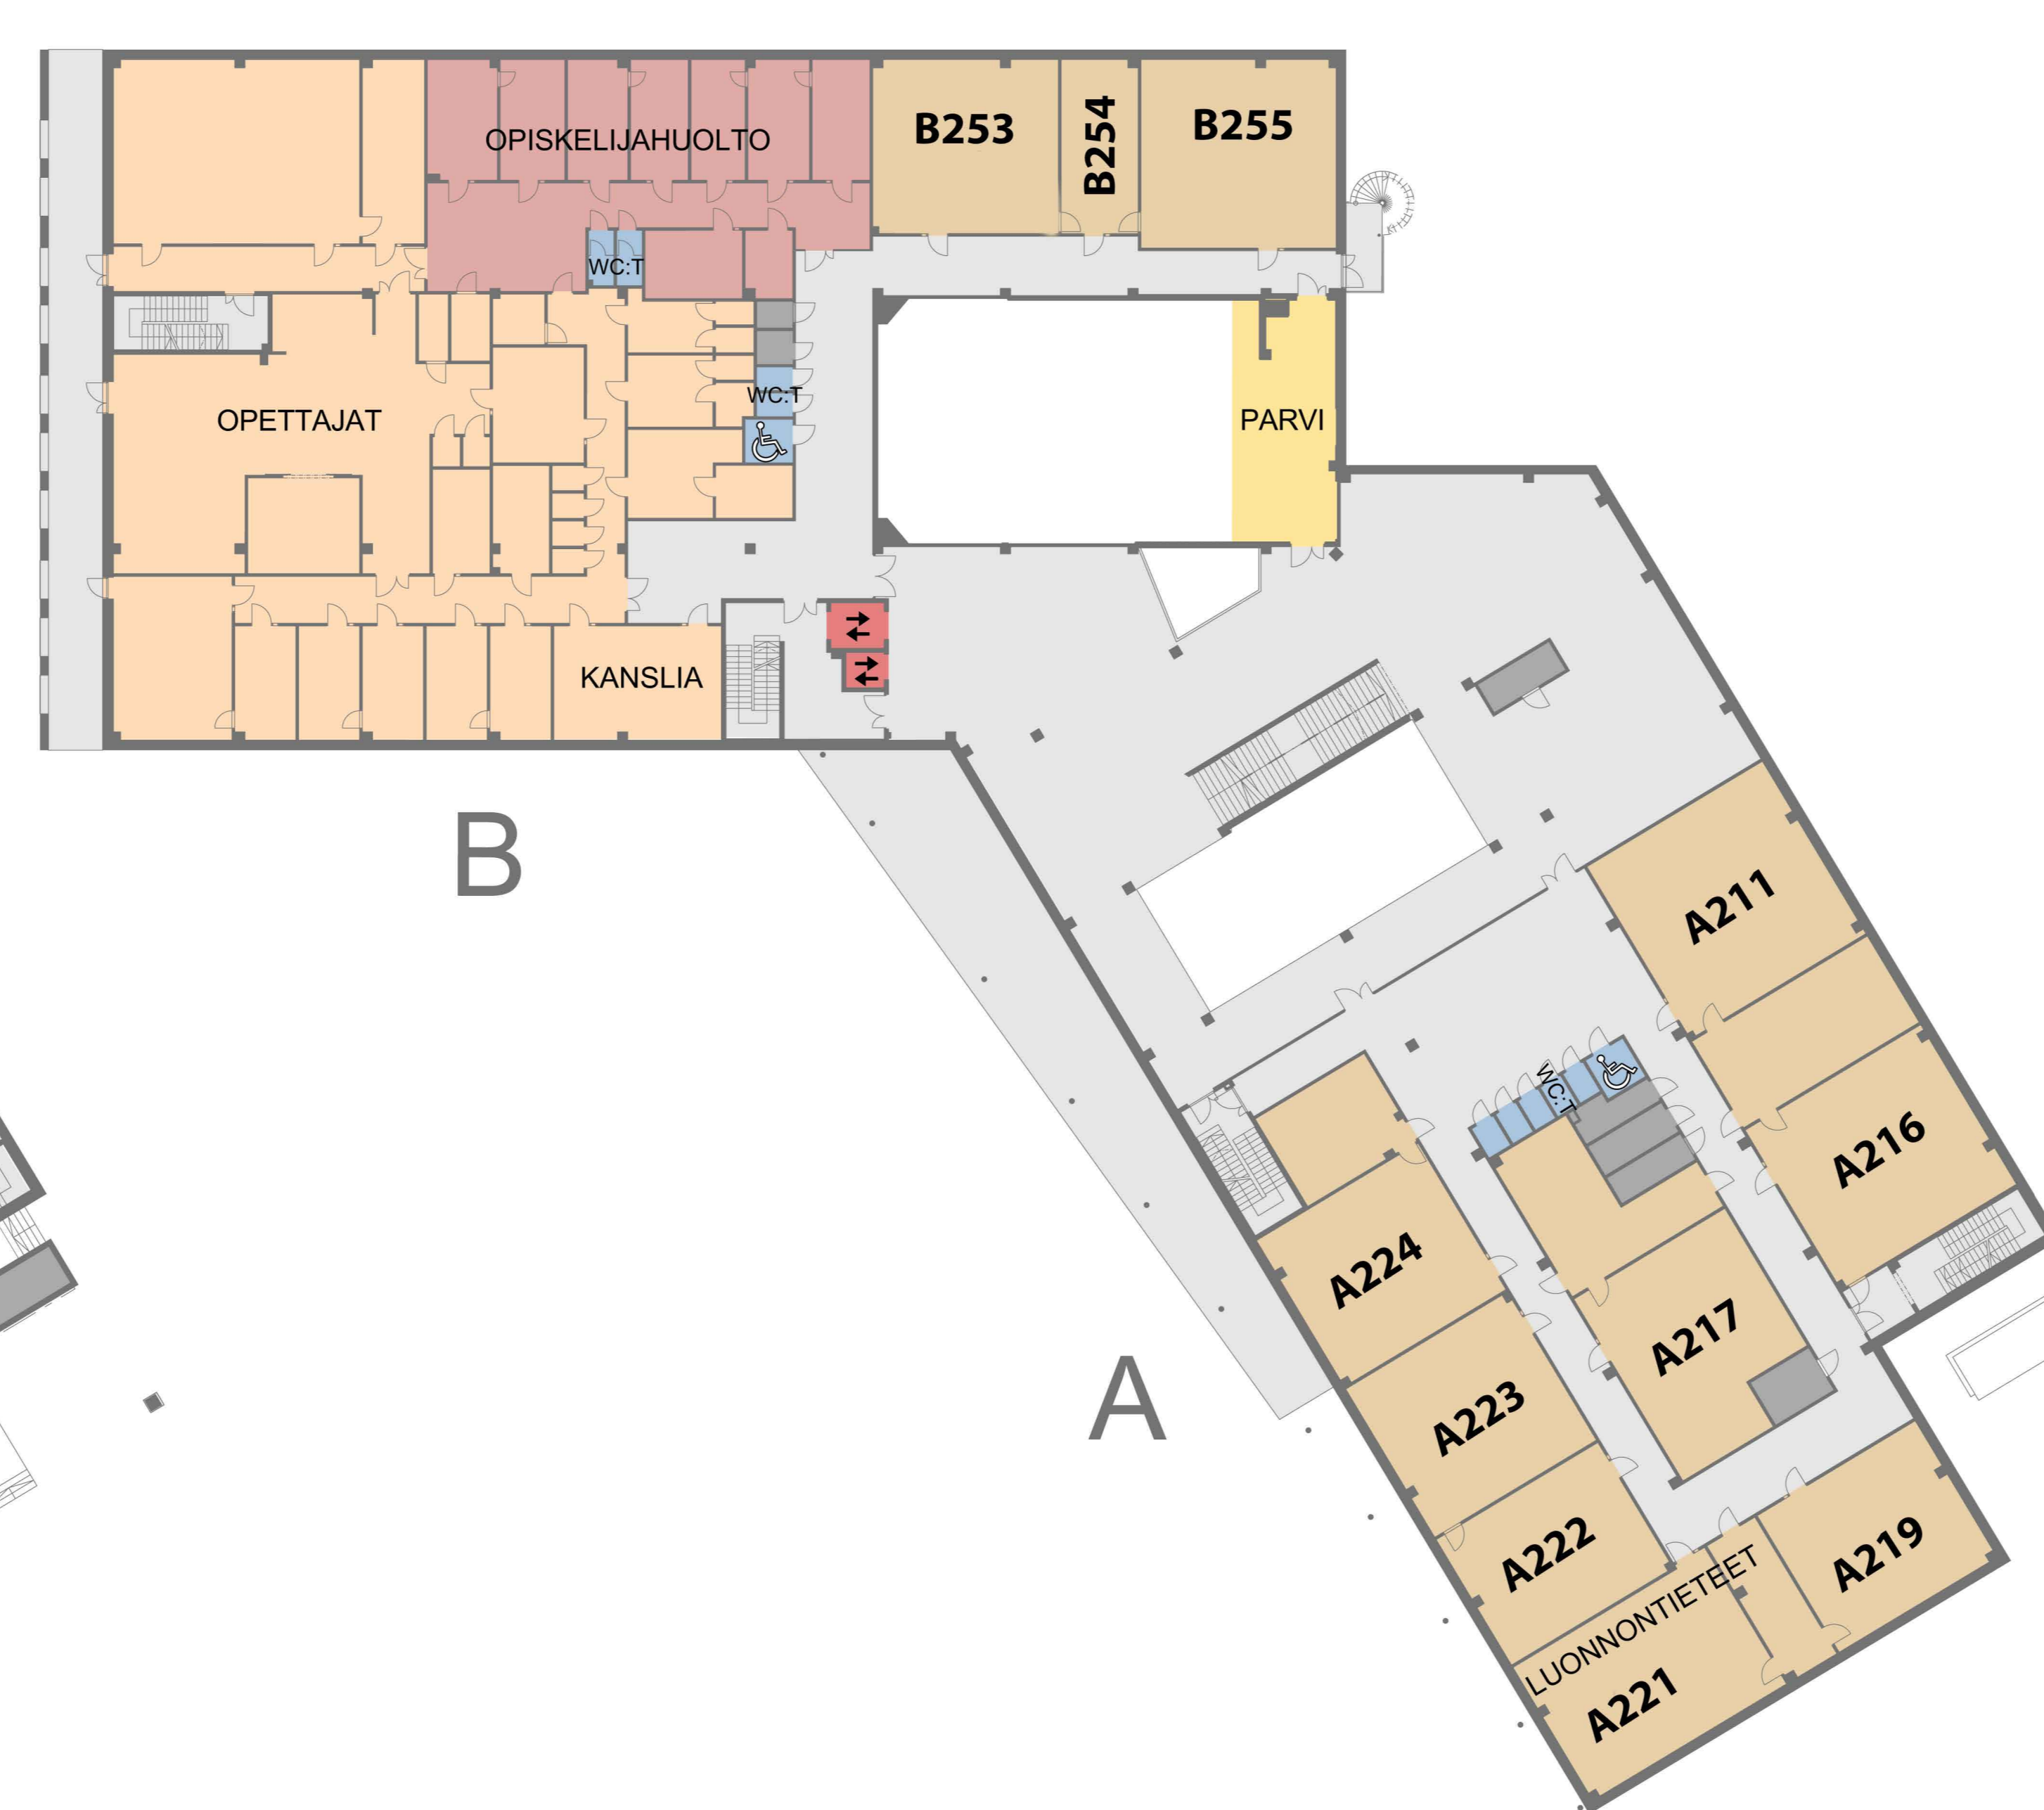 B253
B254
B255
OPISKELIJAHUOLTO
WC:T
WC:T
OPETTAJAT
PARVI
KANSLIA
B
A211
WC:T
A216
A224
A217
A
A223
A222
A219
LUONNONTIETEET
A221